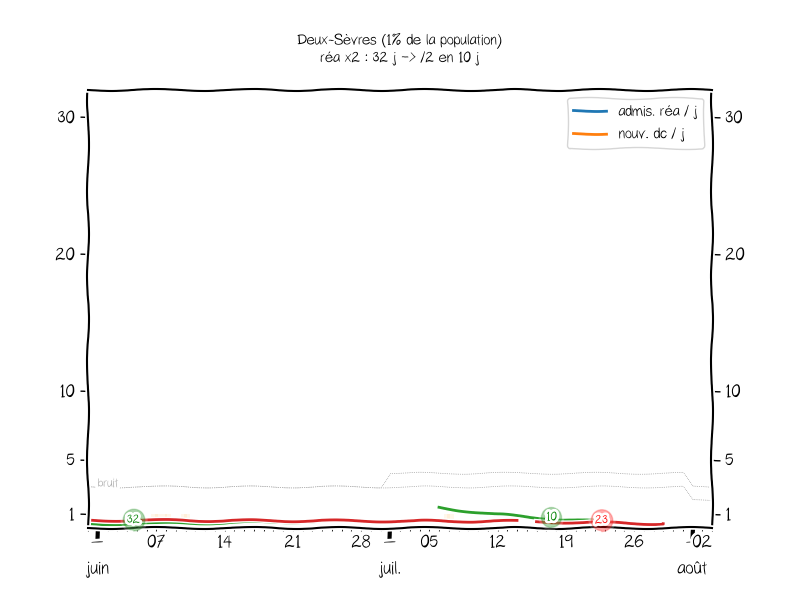 Deux-Sèvres (1% de la population)
réa x2 : 32 j -> /2 en 10 j
admis. réa / j
nouv. dc / j
30 30
20 20
10 10
5 5
bruit
1 1
32 10 23
07 14 21 28 05 12 19 26 02
juin juil. août